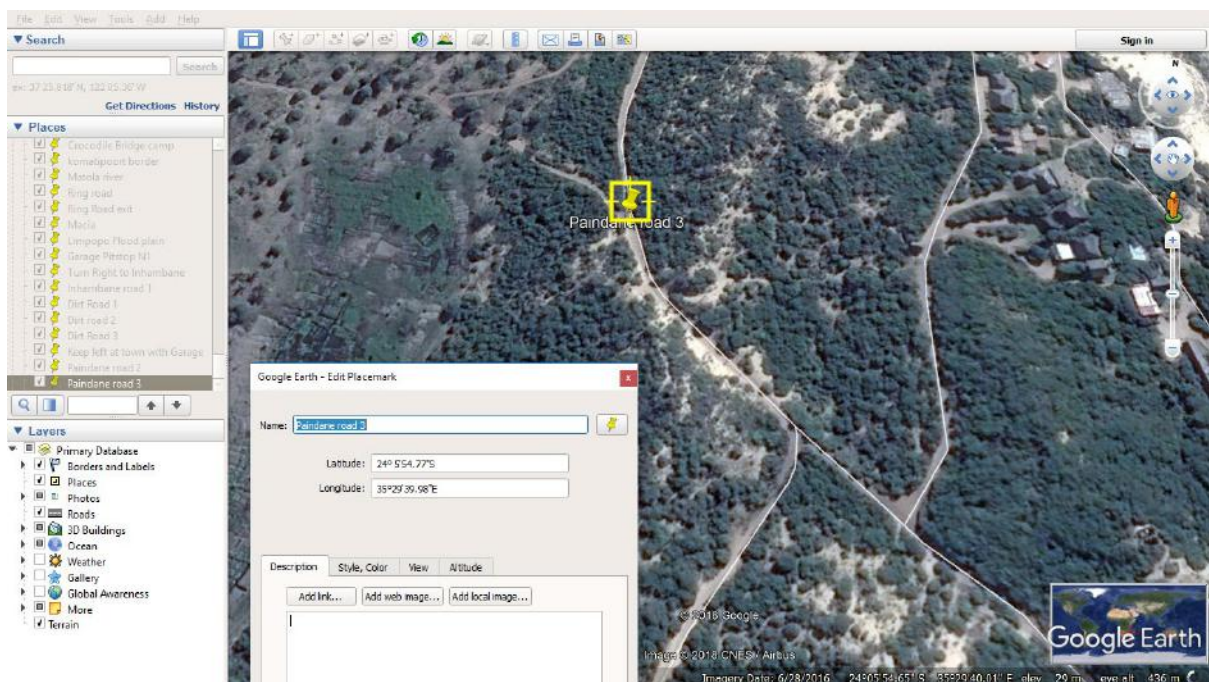 File Edit View Tools Add Help
Search
Sign in
Search
ex: 37 25.818' N, 122 05.36' W
Get Directions History
Places
Crocodile Bridge camp
komatipoort border
Matola river
Ring road
Ring Road exit
Macia
Limpopo Flood plain
Garage Pitstop N1
Turn Right to Inhambane
Inhambane road 1
Dirt Road 1
Dirt road 2
Dirt Road 3
Keep left at town with Garage
Paindane road 2
Paindane road 3
Layers
Primary Database
Borders and Labels
Places
Photos
Roads
3D Buildings
Ocean
Weather
Gallery
Global Awareness
More
Terrain
N
Paindane road 3
Google Earth - Edit Placemark
x
Name: Paindane road 3
Latitude: 24° 5'54.77"S
Longitude: 35°29'39.98"E
Description Style, Color View Altitude
Add link... Add web image... Add local image...
© 2018 Google
Image © 2018 CNES / Airbus
Google Earth
Imagery Date: 6/28/2016 24°05'54.65" S 35°29'40.01" E elev 29 m eye alt 436 m